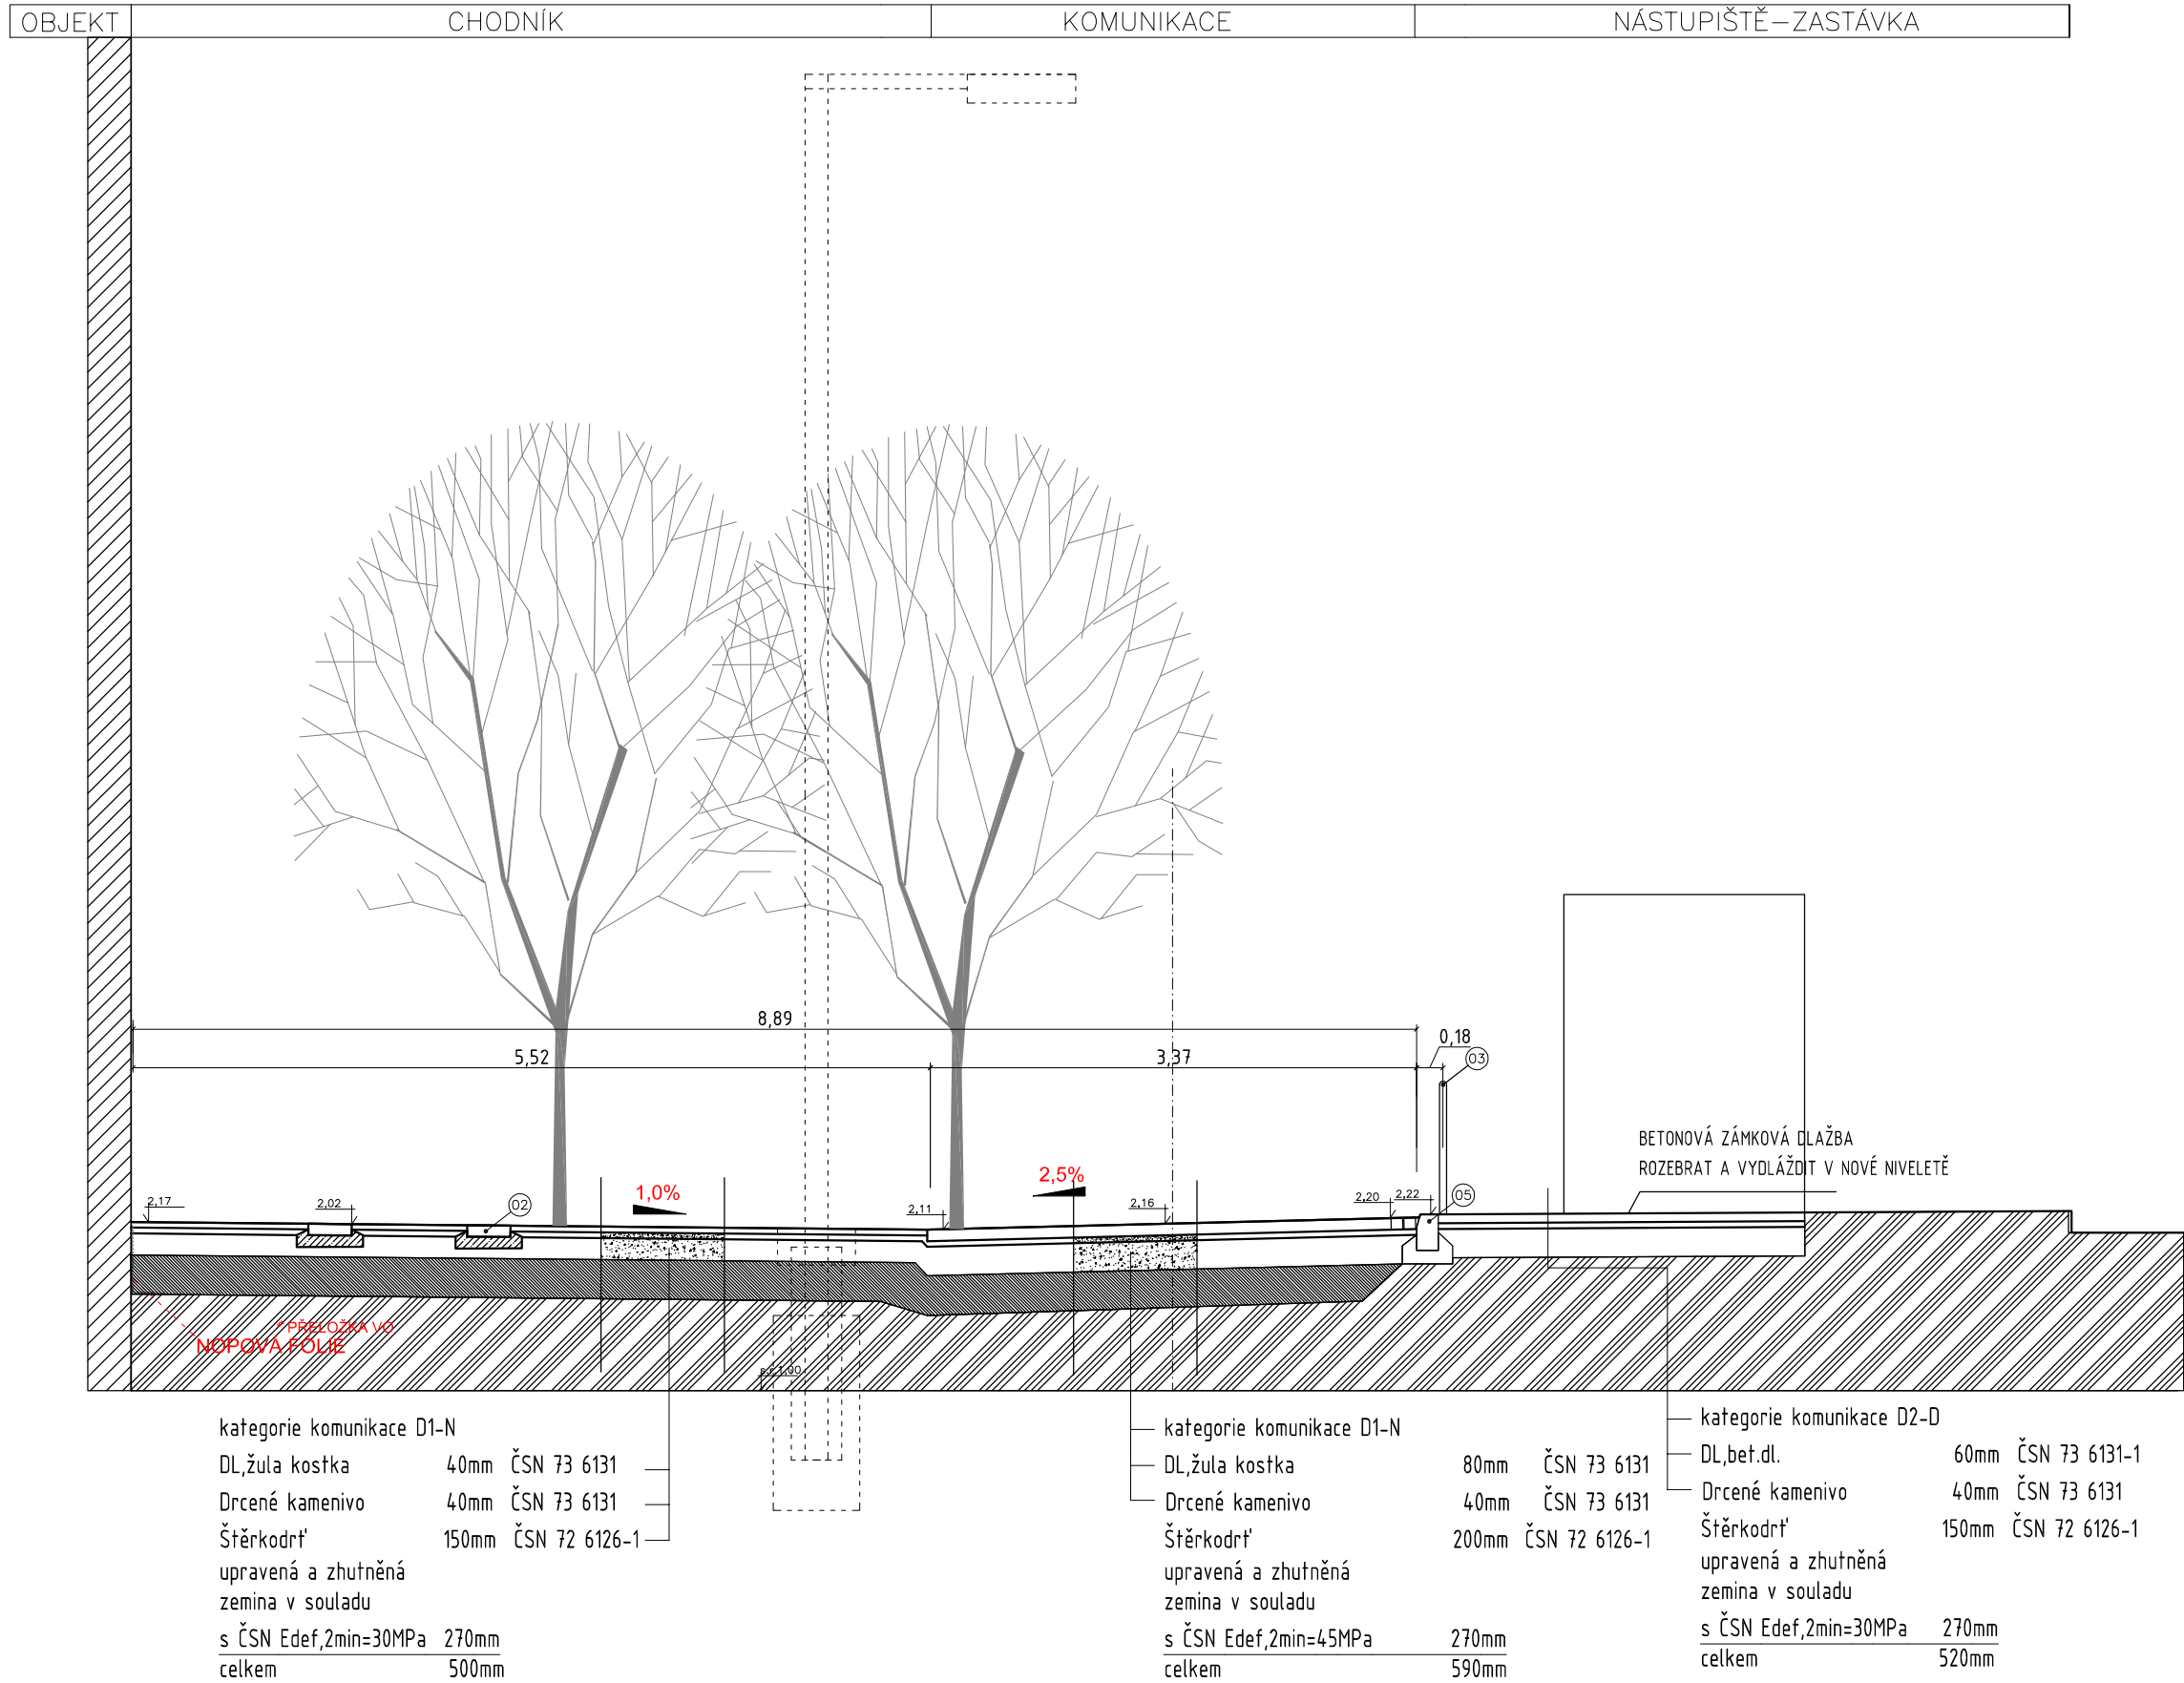 OBJEKT CHODNÍK KOMUNIKACE NÁSTUPIŠTĚ-ZASTÁVKA
8,89
0,18
03
5,52 3,37
BETONOVÁ ZÁMKOVÁ DLAŽBA
ROZEBRAT A VYDLÁŽDIT V NOVÉ NIVELETĚ
2,5%
1,0%
2,17 2,02 02 2,11 2,16 2,20 2,22 05
PŘELOŽKA VO
NOPOVÁ FOLIE
1,00
kategorie komunikace D1-N
DL,žula kostka 40mm ČSN 73 6131
Drcené kamenivo 40mm ČSN 73 6131
Štěrkodrť 150mm ČSN 72 6126-1
upravená a zhutněná
zemina v souladu
s ČSN Edef,2min=30MPa 270mm
celkem 500mm
kategorie komunikace D1-N
DL,žula kostka 80mm ČSN 73 6131
Drcené kamenivo 40mm ČSN 73 6131
Štěrkodrť 200mm ČSN 72 6126-1
upravená a zhutněná
zemina v souladu
s ČSN Edef,2min=45MPa 270mm
celkem 590mm
kategorie komunikace D2-D
DL,bet.dl. 60mm ČSN 73 6131-1
Drcené kamenivo 40mm ČSN 73 6131
Štěrkodrť 150mm ČSN 72 6126-1
upravená a zhutněná
zemina v souladu
s ČSN Edef,2min=30MPa 270mm
celkem 520mm